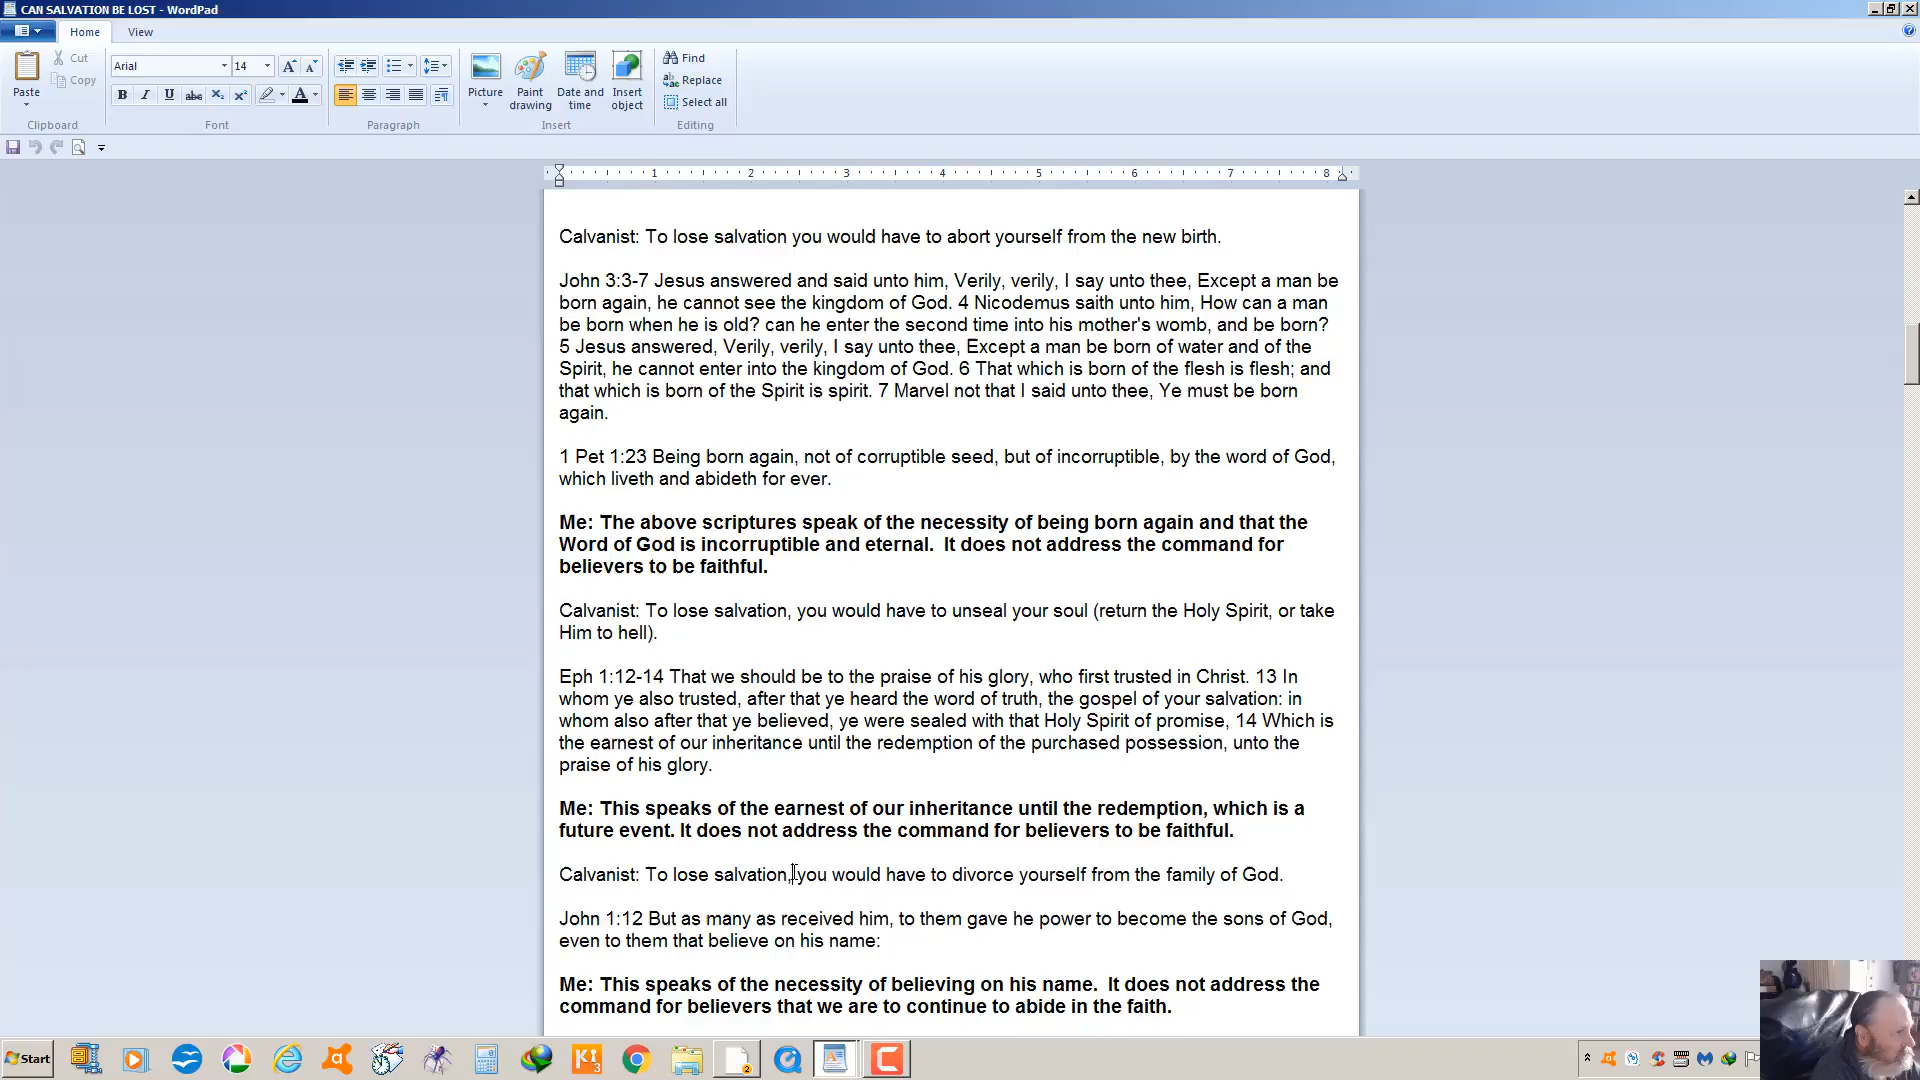 CAN SALVATION BE LOST - WordPad
Home
View
Paste
Cut
Copy
Clipboard
Arial
14
Font
Paragraph
Picture
Paint drawing
Date and time
Insert object
Insert
Find
Replace
Select all
Editing
1 2 3 4 5 6 7 8
Calvanist: To lose salvation you would have to abort yourself from the new birth.
John 3:3-7 Jesus answered and said unto him, Verily, verily, I say unto thee, Except a man be
born again, he cannot see the kingdom of God. 4 Nicodemus saith unto him, How can a man
be born when he is old? can he enter the second time into his mother's womb, and be born?
5 Jesus answered, Verily, verily, I say unto thee, Except a man be born of water and of the
Spirit, he cannot enter into the kingdom of God. 6 That which is born of the flesh is flesh; and
that which is born of the Spirit is spirit. 7 Marvel not that I said unto thee, Ye must be born
again.
1 Pet 1:23 Being born again, not of corruptible seed, but of incorruptible, by the word of God,
which liveth and abideth for ever.
Me: The above scriptures speak of the necessity of being born again and that the
Word of God is incorruptible and eternal.  It does not address the command for
believers to be faithful.
Calvanist: To lose salvation, you would have to unseal your soul (return the Holy Spirit, or take
Him to hell).
Eph 1:12-14 That we should be to the praise of his glory, who first trusted in Christ. 13 In
whom ye also trusted, after that ye heard the word of truth, the gospel of your salvation: in
whom also after that ye believed, ye were sealed with that Holy Spirit of promise, 14 Which is
the earnest of our inheritance until the redemption of the purchased possession, unto the
praise of his glory.
Me: This speaks of the earnest of our inheritance until the redemption, which is a
future event. It does not address the command for believers to be faithful.
Calvanist: To lose salvation, you would have to divorce yourself from the family of God.
John 1:12 But as many as received him, to them gave he power to become the sons of God,
even to them that believe on his name:
Me: This speaks of the necessity of believing on his name.  It does not address the
command for believers that we are to continue to abide in the faith.
Start